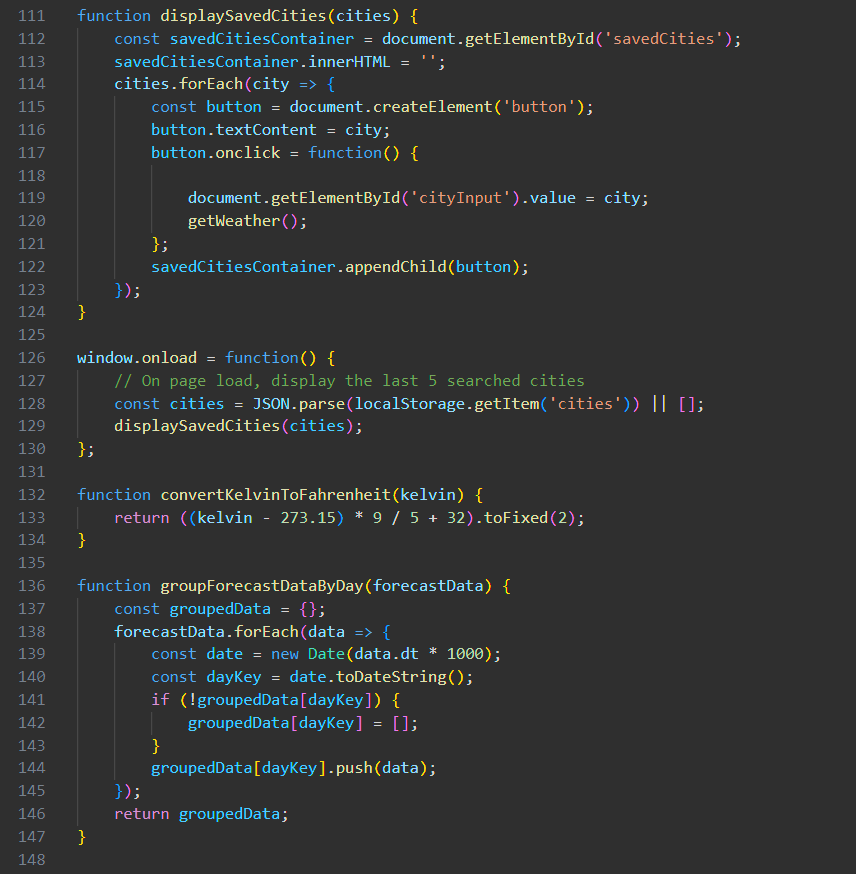 111 function displaySavedCities(cities) {
112     const savedCitiesContainer = document.getElementById('savedCities');
113     savedCitiesContainer.innerHTML = '';
114     cities.forEach(city => {
115         const button = document.createElement('button');
116         button.textContent = city;
117         button.onclick = function() {
118
119             document.getElementById('cityInput').value = city;
120             getWeather();
121         };
122         savedCitiesContainer.appendChild(button);
123     });
124 }
125
126 window.onload = function() {
127     // On page load, display the last 5 searched cities
128     const cities = JSON.parse(localStorage.getItem('cities')) || [];
129     displaySavedCities(cities);
130 };
131
132 function convertKelvinToFahrenheit(kelvin) {
133     return ((kelvin - 273.15) * 9 / 5 + 32).toFixed(2);
134 }
135
136 function groupForecastDataByDay(forecastData) {
137     const groupedData = {};
138     forecastData.forEach(data => {
139         const date = new Date(data.dt * 1000);
140         const dayKey = date.toDateString();
141         if (!groupedData[dayKey]) {
142             groupedData[dayKey] = [];
143         }
144         groupedData[dayKey].push(data);
145     });
146     return groupedData;
147 }
148